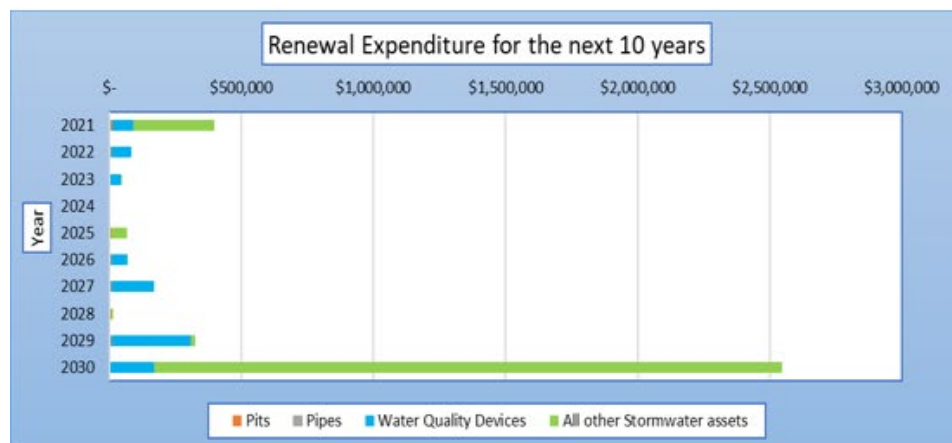 Renewal Expenditure for the next 10 years
$- $500,000 $1,000,000 $1,500,000 $2,000,000 $2,500,000 $3,000,000
Year
2021
2022
2023
2024
2025
2026
2027
2028
2029
2030
Pits Pipes Water Quality Devices All other Stormwater assets